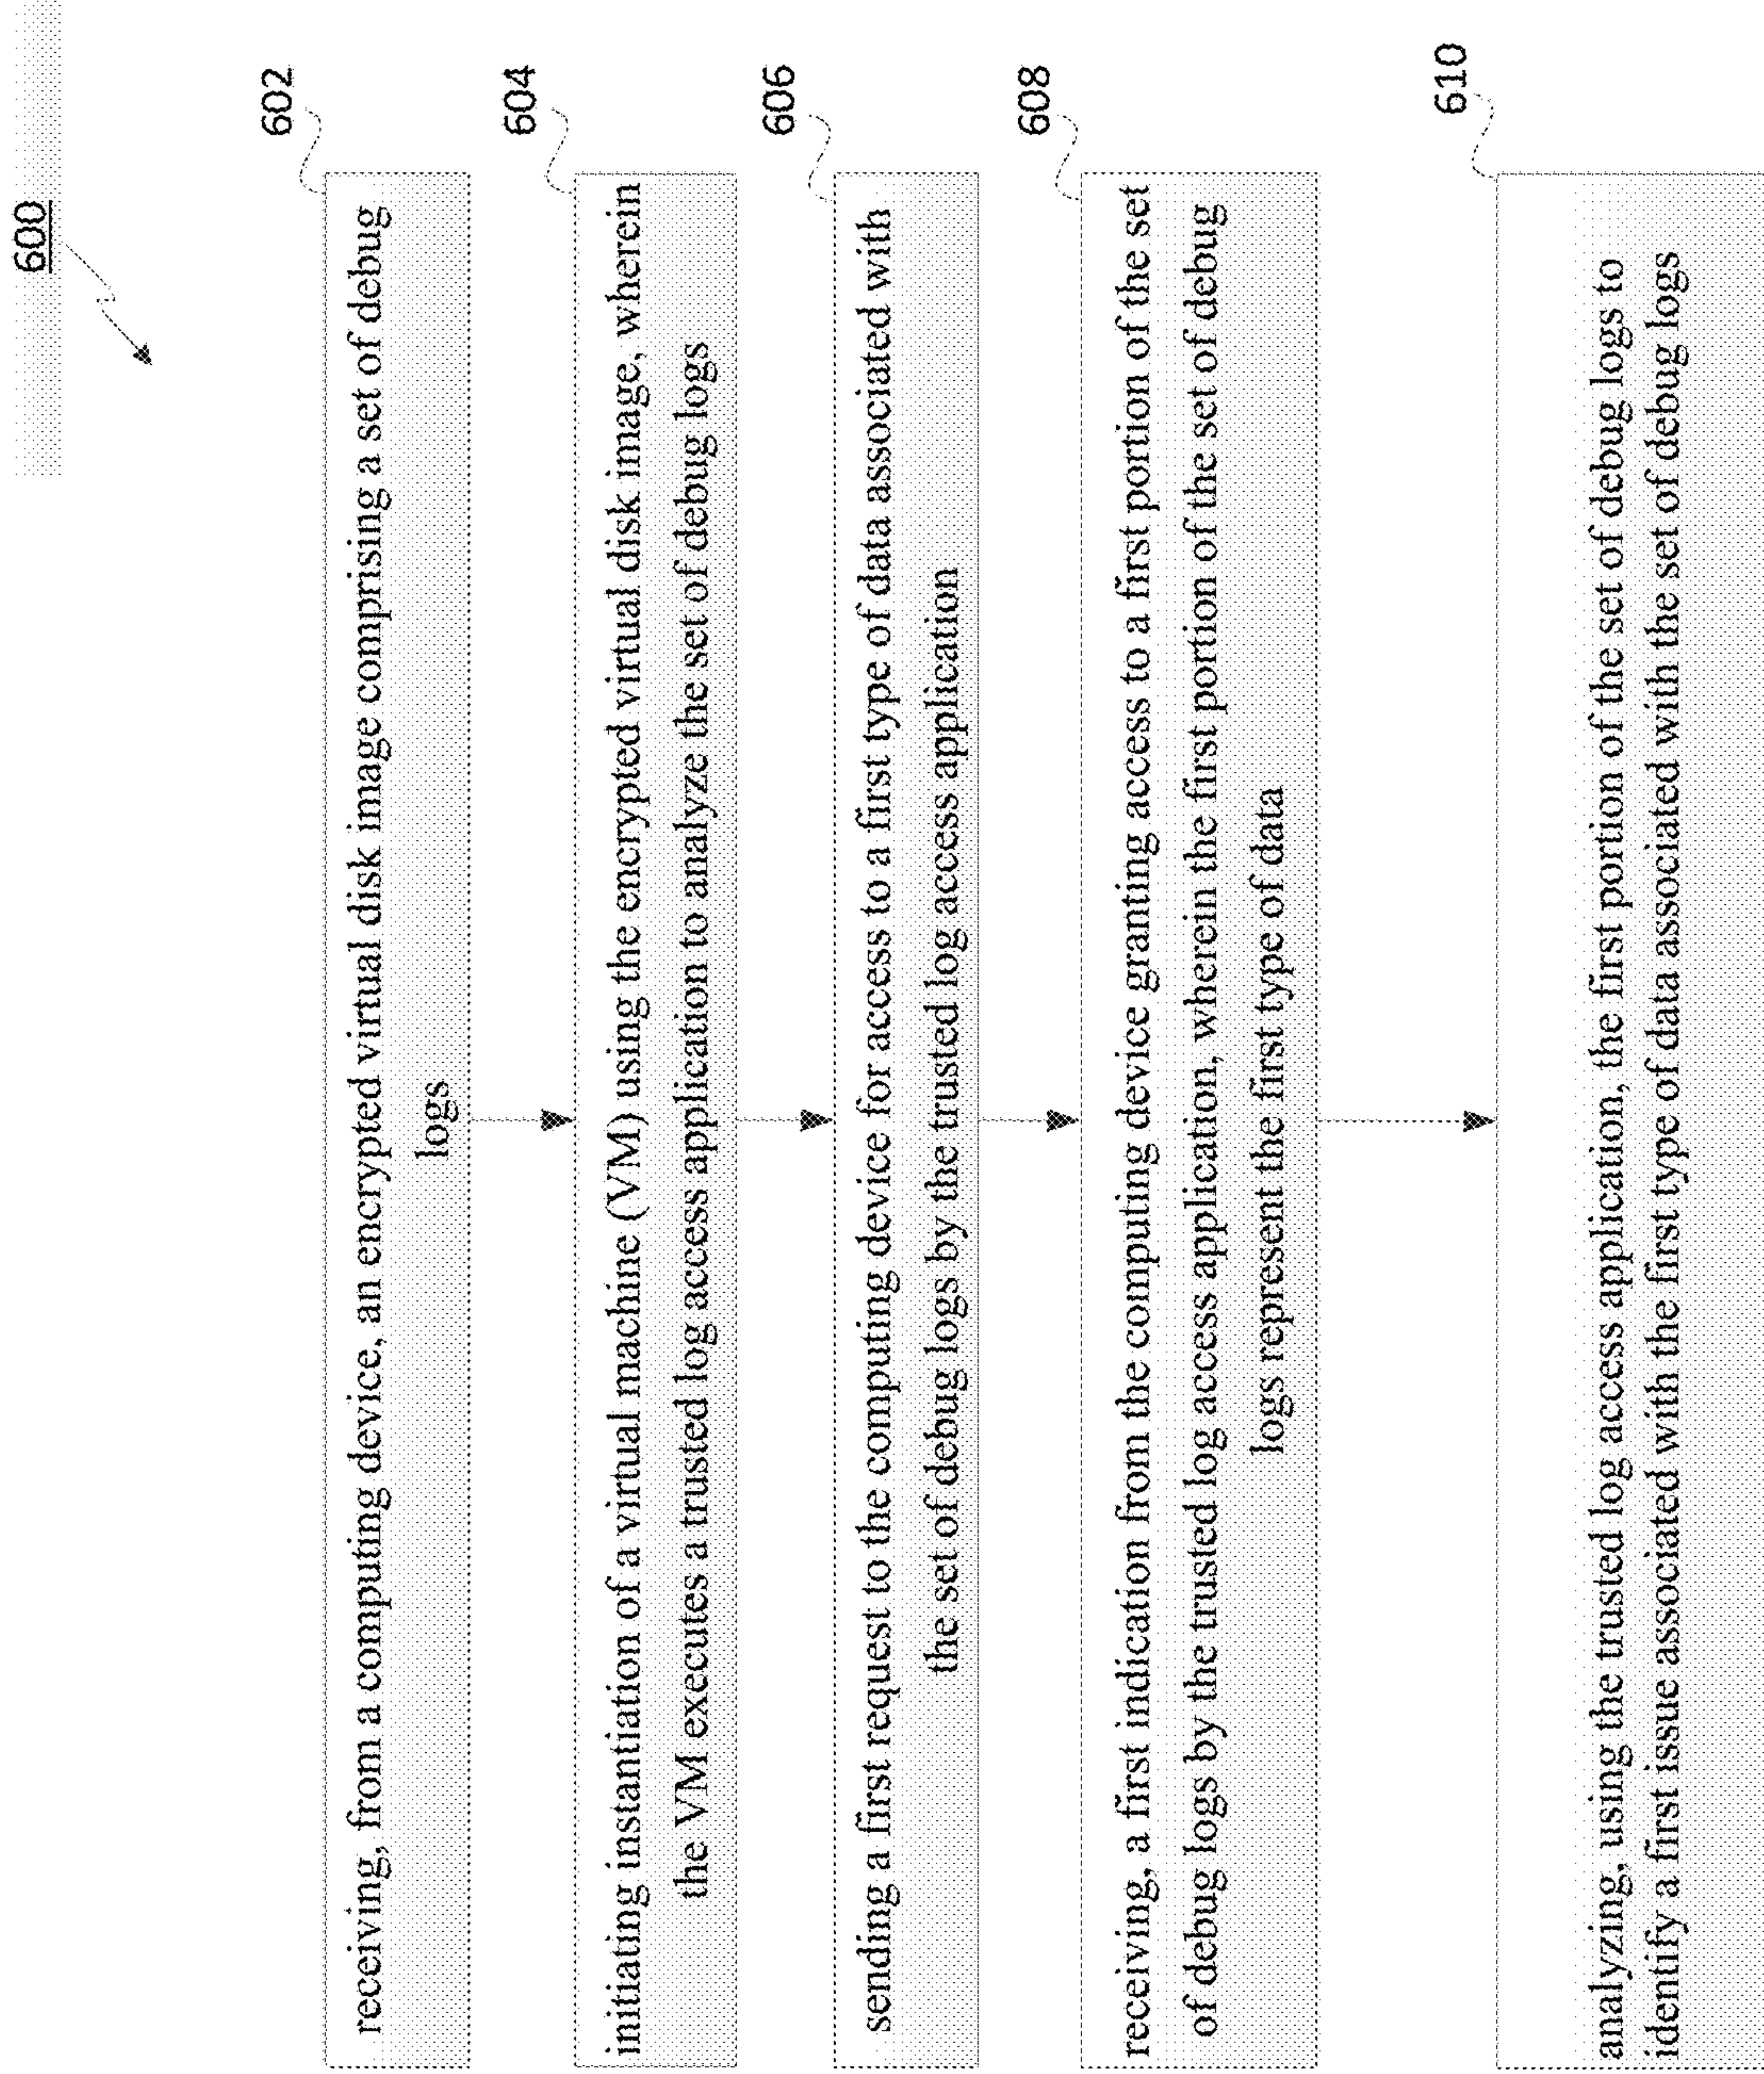 600
602
receiving, from a computing device, an encrypted virtual disk image comprising a set of debug
logs
604
initiating instantiation of a virtual machine (VM) using the encrypted virtual disk image, wherein
the VM executes a trusted log access application to analyze the set of debug logs
606
sending a first request to the computing device for access to a first type of data associated with
the set of debug logs by the trusted log access application
608
receiving, a first indication from the computing device granting access to a first portion of the set
of debug logs by the trusted log access application, wherein the first portion of the set of debug
logs represent the first type of data
610
analyzing, using the trusted log access application, the first portion of the set of debug logs to
identify a first issue associated with the first type of data associated with the set of debug logs